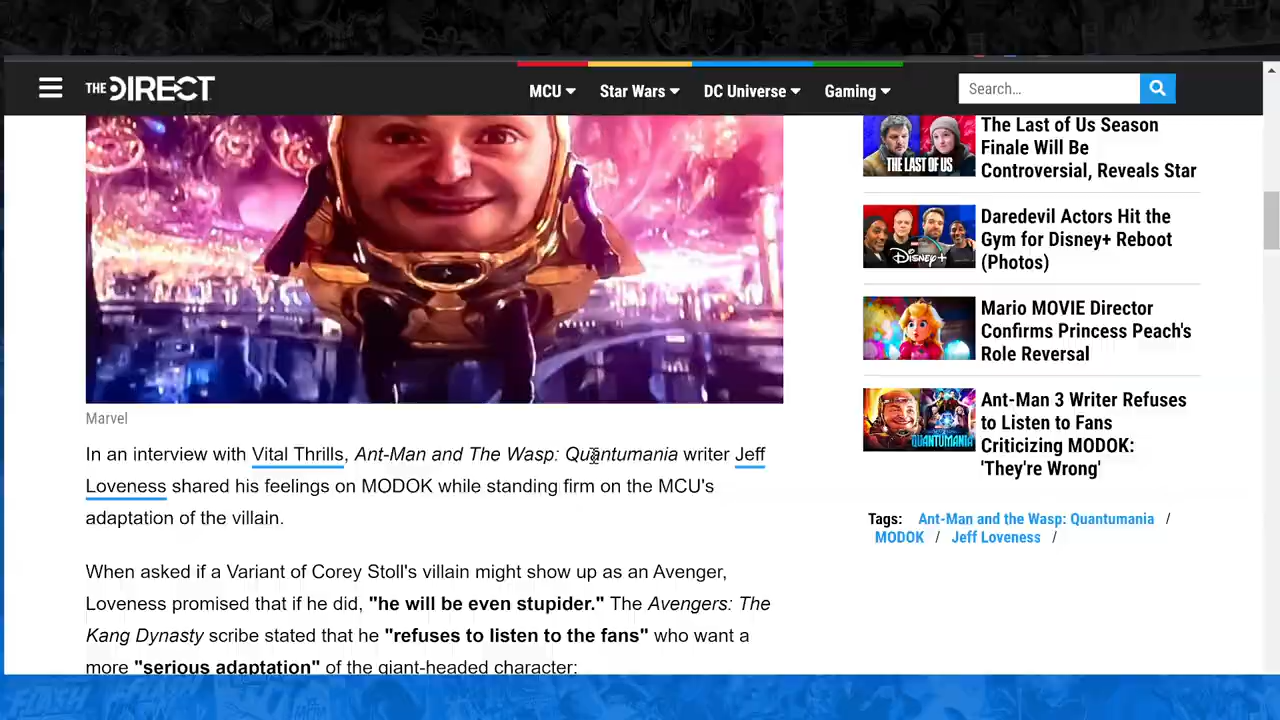 THE DIRECT
MCU
Star Wars
DC Universe
Gaming
Search...
Marvel
In an interview with Vital Thrills, Ant-Man and The Wasp: Quantumania writer Jeff
Loveness shared his feelings on MODOK while standing firm on the MCU's
adaptation of the villain.
When asked if a Variant of Corey Stoll's villain might show up as an Avenger,
Loveness promised that if he did, "he will be even stupider." The Avengers: The
Kang Dynasty scribe stated that he "refuses to listen to the fans" who want a
more "serious adaptation" of the giant-headed character:
THE LAST OF US
The Last of Us Season
Finale Will Be
Controversial, Reveals Star
Disney+
Daredevil Actors Hit the
Gym for Disney+ Reboot
(Photos)
Mario MOVIE Director
Confirms Princess Peach's
Role Reversal
QUANTUMANIA
Ant-Man 3 Writer Refuses
to Listen to Fans
Criticizing MODOK:
'They're Wrong'
Tags: Ant-Man and the Wasp: Quantumania /
MODOK / Jeff Loveness /